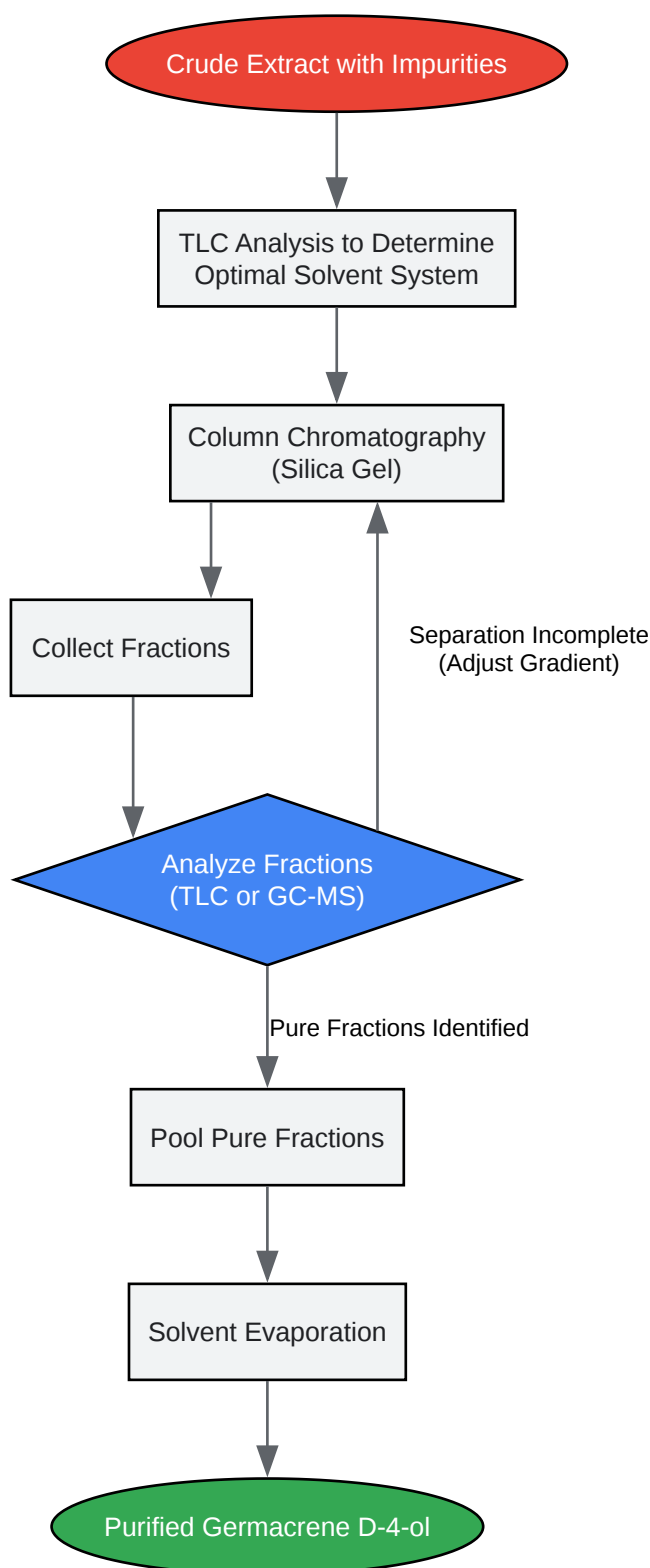 Crude Extract with Impurities
TLC Analysis to Determine
Optimal Solvent System
Column Chromatography
(Silica Gel)
Collect Fractions
Separation Incomplete
(Adjust Gradient)
Analyze Fractions
(TLC or GC-MS)
Pure Fractions Identified
Pool Pure Fractions
Solvent Evaporation
Purified Germacrene D-4-ol